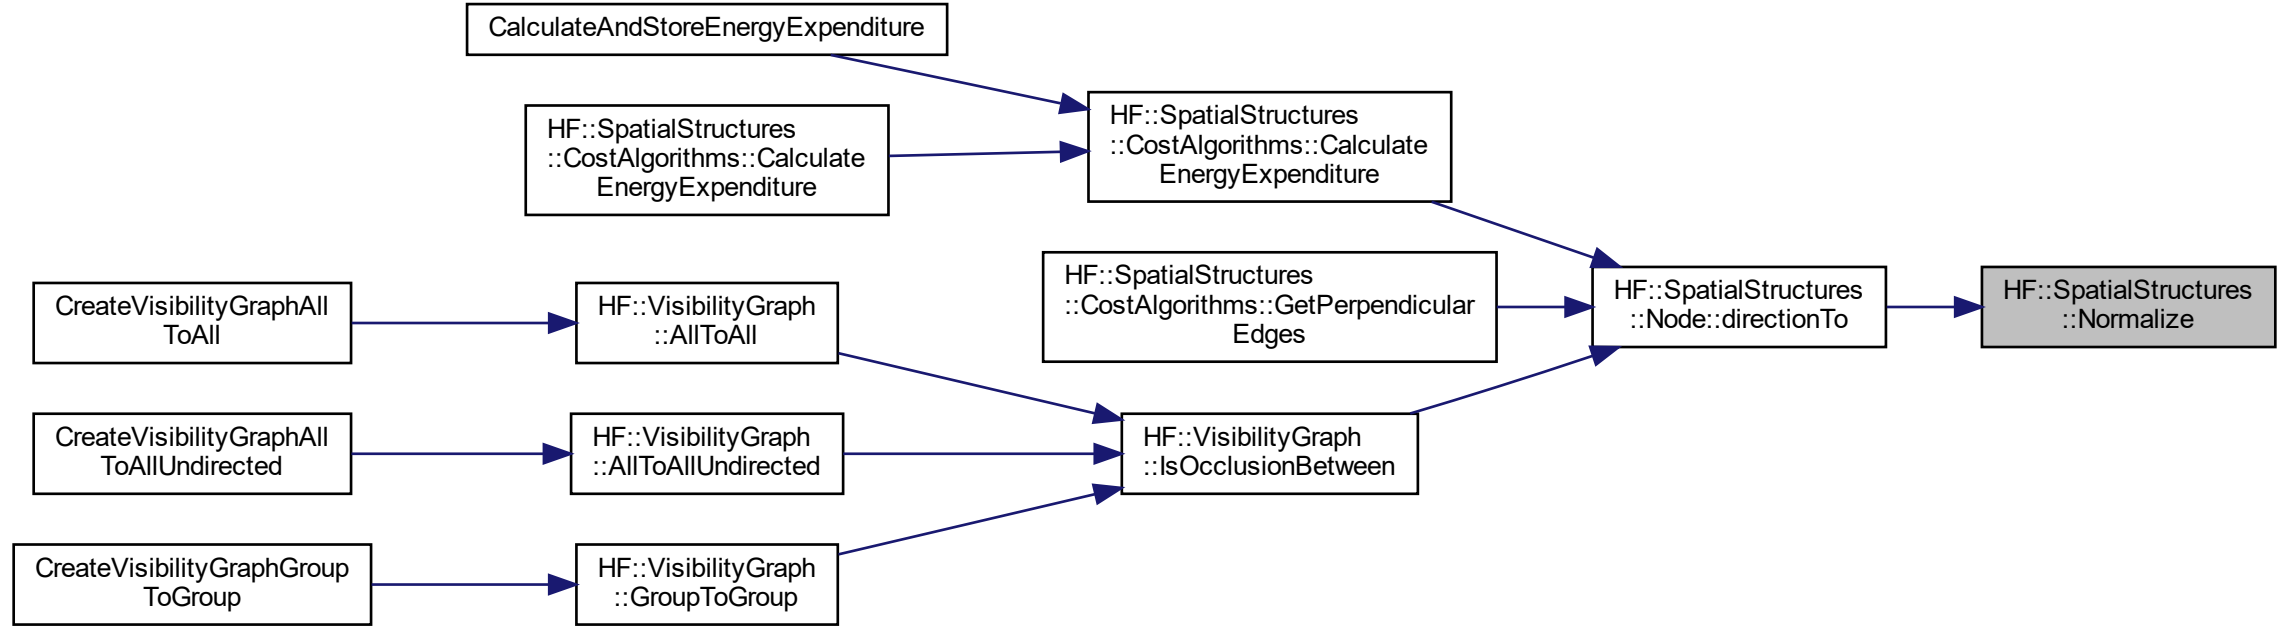 CalculateAndStoreEnergyExpenditure
HF::SpatialStructures
::CostAlgorithms::Calculate
EnergyExpenditure
HF::SpatialStructures
::CostAlgorithms::Calculate
EnergyExpenditure
HF::SpatialStructures
::CostAlgorithms::GetPerpendicular
Edges
HF::SpatialStructures
::Node::directionTo
HF::SpatialStructures
::Normalize
CreateVisibilityGraphAll
ToAll
HF::VisibilityGraph
::AllToAll
CreateVisibilityGraphAll
ToAllUndirected
HF::VisibilityGraph
::AllToAllUndirected
HF::VisibilityGraph
::IsOcclusionBetween
CreateVisibilityGraphGroup
ToGroup
HF::VisibilityGraph
::GroupToGroup